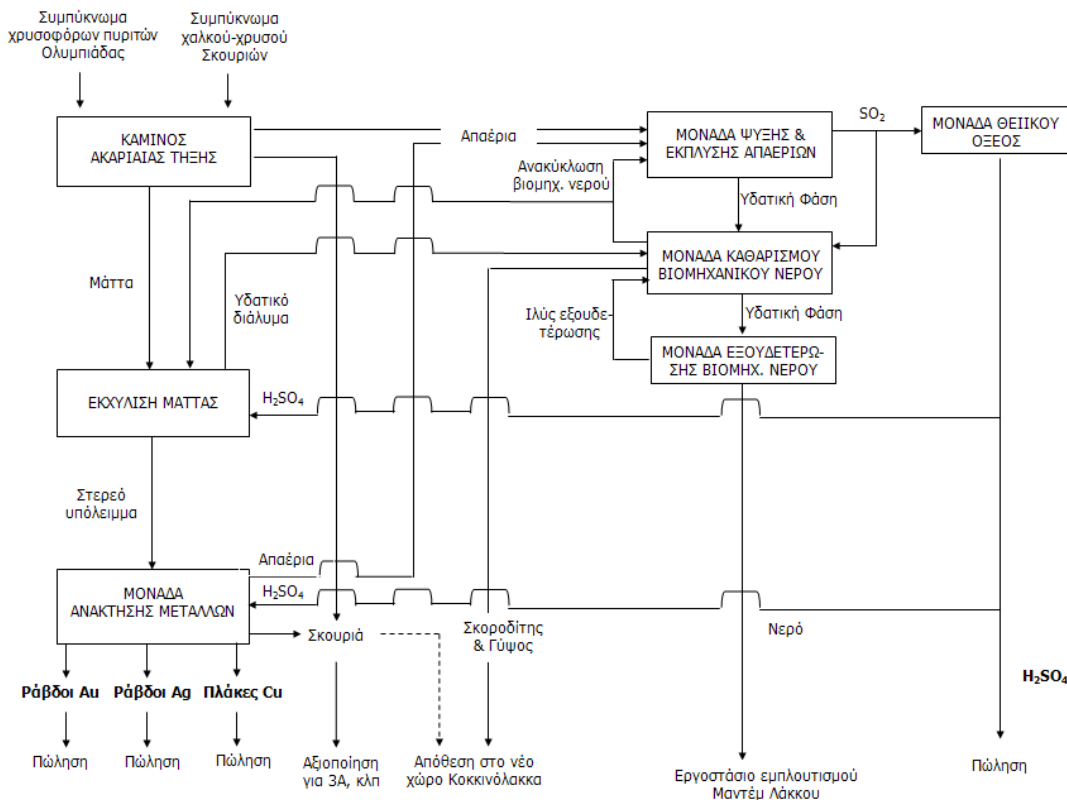 Συμπύκνωμα
χρυσοφόρων πυριτών
Ολυμπιάδας
Συμπύκνωμα
χαλκού-χρυσού
Σκουριών
ΚΑΜΙΝΟΣ
ΑΚΑΡΙΑΙΑΣ ΤΗΞΗΣ
Απαέρια
ΜΟΝΑΔΑ ΨΥΞΗΣ &
ΕΚΠΛΥΣΗΣ ΑΠΑΕΡΙΩΝ
SO2
ΜΟΝΑΔΑ ΘΕΙΙΚΟΥ
ΟΞΕΟΣ
Ανακύκλωση
βιομηχ. νερού
Υδατική Φάση
ΜΟΝΑΔΑ ΚΑΘΑΡΙΣΜΟΥ
ΒΙΟΜΗΧΑΝΙΚΟΥ ΝΕΡΟΥ
Μάττα
Υδατικό
διάλυμα
Ιλύς εξουδε-
τέρωσης
Υδατική Φάση
ΜΟΝΑΔΑ ΕΞΟΥΔΕΤΕΡΩ-
ΣΗΣ ΒΙΟΜΗΧ. ΝΕΡΟΥ
ΕΚΧΥΛΙΣΗ ΜΑΤΤΑΣ
H2SO4
Στερεό
υπόλειμμα
Απαέρια
ΜΟΝΑΔΑ
ΑΝΑΚΤΗΣΗΣ ΜΕΤΑΛΛΩΝ
H2SO4
Σκουριά
Σκοροδίτης
& Γύψος
Νερό
H2SO4
Ράβδοι Au
Ράβδοι Ag
Πλάκες Cu
Πώληση
Πώληση
Πώληση
Αξιοποίηση
για 3Α, κλπ
Απόθεση στο νέο
χώρο Κοκκινόλακκα
Εργοστάσιο εμπλουτισμού
Μαντέμ Λάκκου
Πώληση